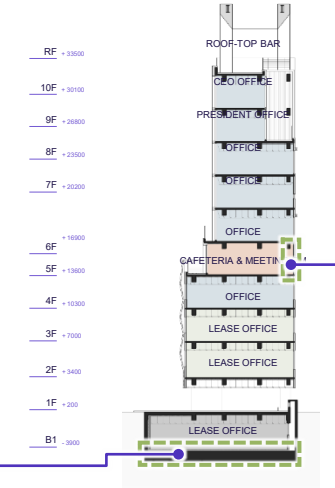 ROOF-TOP BAR
RF + 33500
CEO OFFICE
10F + 30100
PRESIDENT OFFICE
9F + 26800
OFFICE
8F + 23500
OFFICE
7F + 20200
OFFICE
+ 16900
6F
CAFETERIA & MEETIN
5F + 13600
OFFICE
4F + 10300
LEASE OFFICE
3F + 7000
LEASE OFFICE
2F + 3400
1F + 200
LEASE OFFICE
B1 - 3900